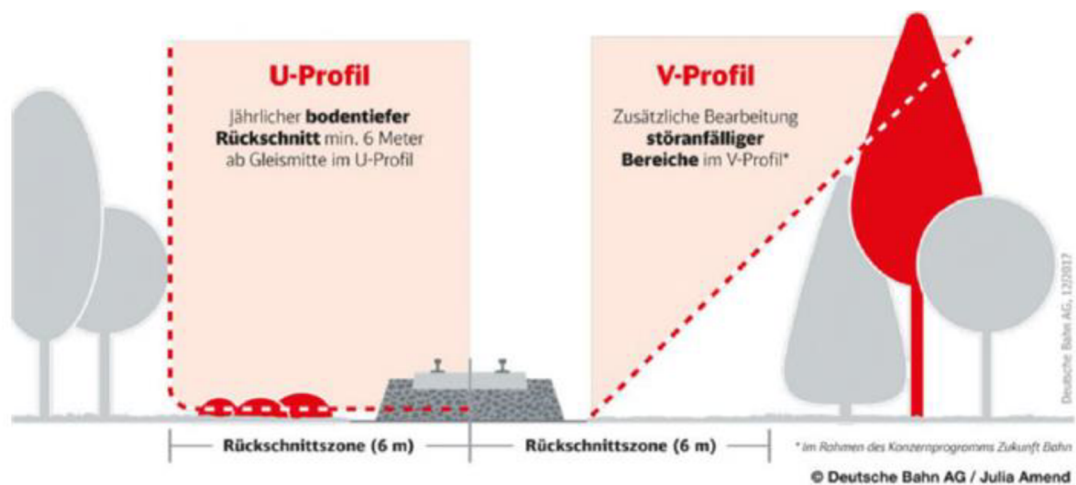 U-Profil
Jährlicher bodentiefer
Rückschnitt min. 6 Meter
ab Gleismitte im U-Profil
V-Profil
Zusätzliche Bearbeitung
störanfälliger
Bereiche im V-Profil*
Rückschnittszone (6 m)
Rückschnittszone (6 m)
* Im Rahmen des Konzernprogramms Zukunft Bahn
Deutsche Bahn AG, 12/2017
© Deutsche Bahn AG / Julia Amend